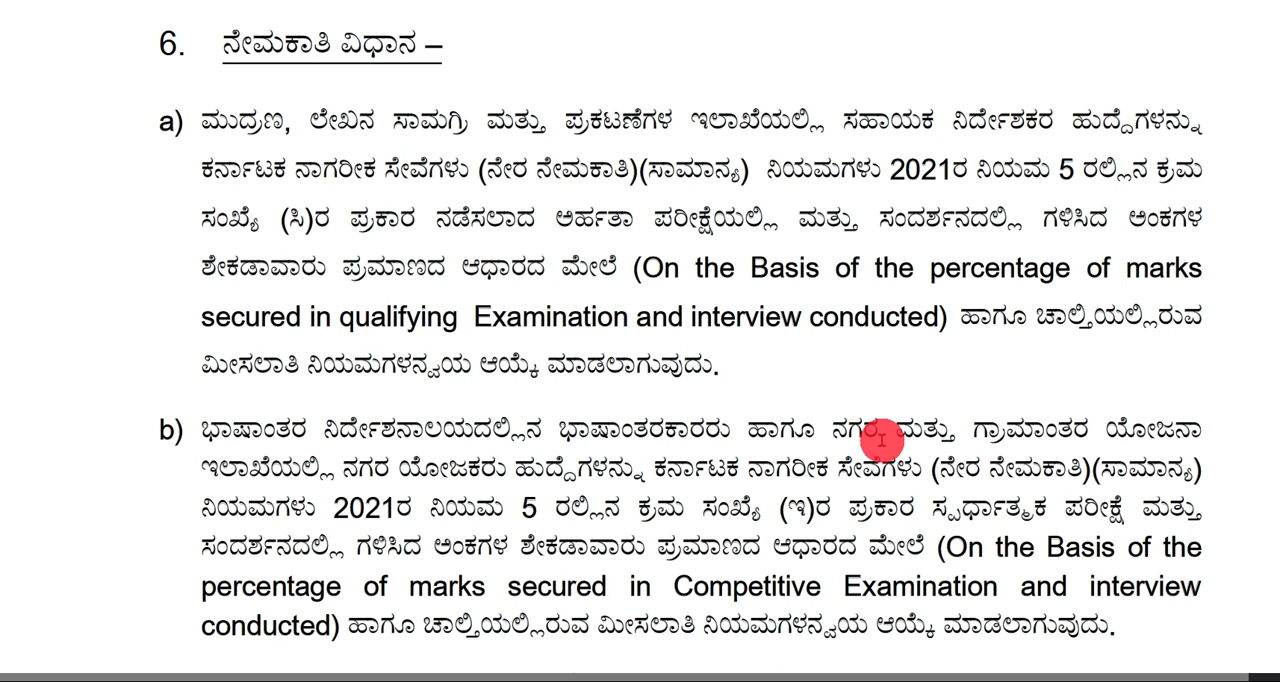 6. ನೇಮಕಾತಿ ವಿಧಾನ –
a) ಮುದ್ರಣ, ಲೇಖನ ಸಾಮಗ್ರಿ ಮತ್ತು ಪ್ರಕಟಣೆಗಳ ಇಲಾಖೆಯಲ್ಲಿ ಸಹಾಯಕ ನಿರ್ದೇಶಕರ ಹುದ್ದೆಗಳನ್ನು
ಕರ್ನಾಟಕ ನಾಗರೀಕ ಸೇವೆಗಳು (ನೇರ ನೇಮಕಾತಿ)(ಸಾಮಾನ್ಯ) ನಿಯಮಗಳು 2021ರ ನಿಯಮ 5 ರಲ್ಲಿನ ಕ್ರಮ
ಸಂಖ್ಯೆ (ಸಿ)ರ ಪ್ರಕಾರ ನಡೆಸಲಾದ ಅರ್ಹತಾ ಪರೀಕ್ಷೆಯಲ್ಲಿ ಮತ್ತು ಸಂದರ್ಶನದಲ್ಲಿ ಗಳಿಸಿದ ಅಂಕಗಳ
ಶೇಕಡಾವಾರು ಪ್ರಮಾಣದ ಆಧಾರದ ಮೇಲೆ (On the Basis of the percentage of marks
secured in qualifying Examination and interview conducted) ಹಾಗೂ ಚಾಲ್ತಿಯಲ್ಲಿರುವ
ಮೀಸಲಾತಿ ನಿಯಮಗಳನ್ವಯ ಆಯ್ಕೆ ಮಾಡಲಾಗುವುದು.
b) ಭಾಷಾಂತರ ನಿರ್ದೇಶನಾಲಯದಲ್ಲಿನ ಭಾಷಾಂತರಕಾರರು ಹಾಗೂ ನಗರ ಮತ್ತು ಗ್ರಾಮಾಂತರ ಯೋಜನಾ
ಇಲಾಖೆಯಲ್ಲಿ ನಗರ ಯೋಜಕರು ಹುದ್ದೆಗಳನ್ನು ಕರ್ನಾಟಕ ನಾಗರೀಕ ಸೇವೆಗಳು (ನೇರ ನೇಮಕಾತಿ)(ಸಾಮಾನ್ಯ)
ನಿಯಮಗಳು 2021ರ ನಿಯಮ 5 ರಲ್ಲಿನ ಕ್ರಮ ಸಂಖ್ಯೆ (ಇ)ರ ಪ್ರಕಾರ ಸ್ಪರ್ಧಾತ್ಮಕ ಪರೀಕ್ಷೆ ಮತ್ತು
ಸಂದರ್ಶನದಲ್ಲಿ ಗಳಿಸಿದ ಅಂಕಗಳ ಶೇಕಡಾವಾರು ಪ್ರಮಾಣದ ಆಧಾರದ ಮೇಲೆ (On the Basis of the
percentage of marks secured in Competitive Examination and interview
conducted) ಹಾಗೂ ಚಾಲ್ತಿಯಲ್ಲಿರುವ ಮೀಸಲಾತಿ ನಿಯಮಗಳನ್ವಯ ಆಯ್ಕೆ ಮಾಡಲಾಗುವುದು.